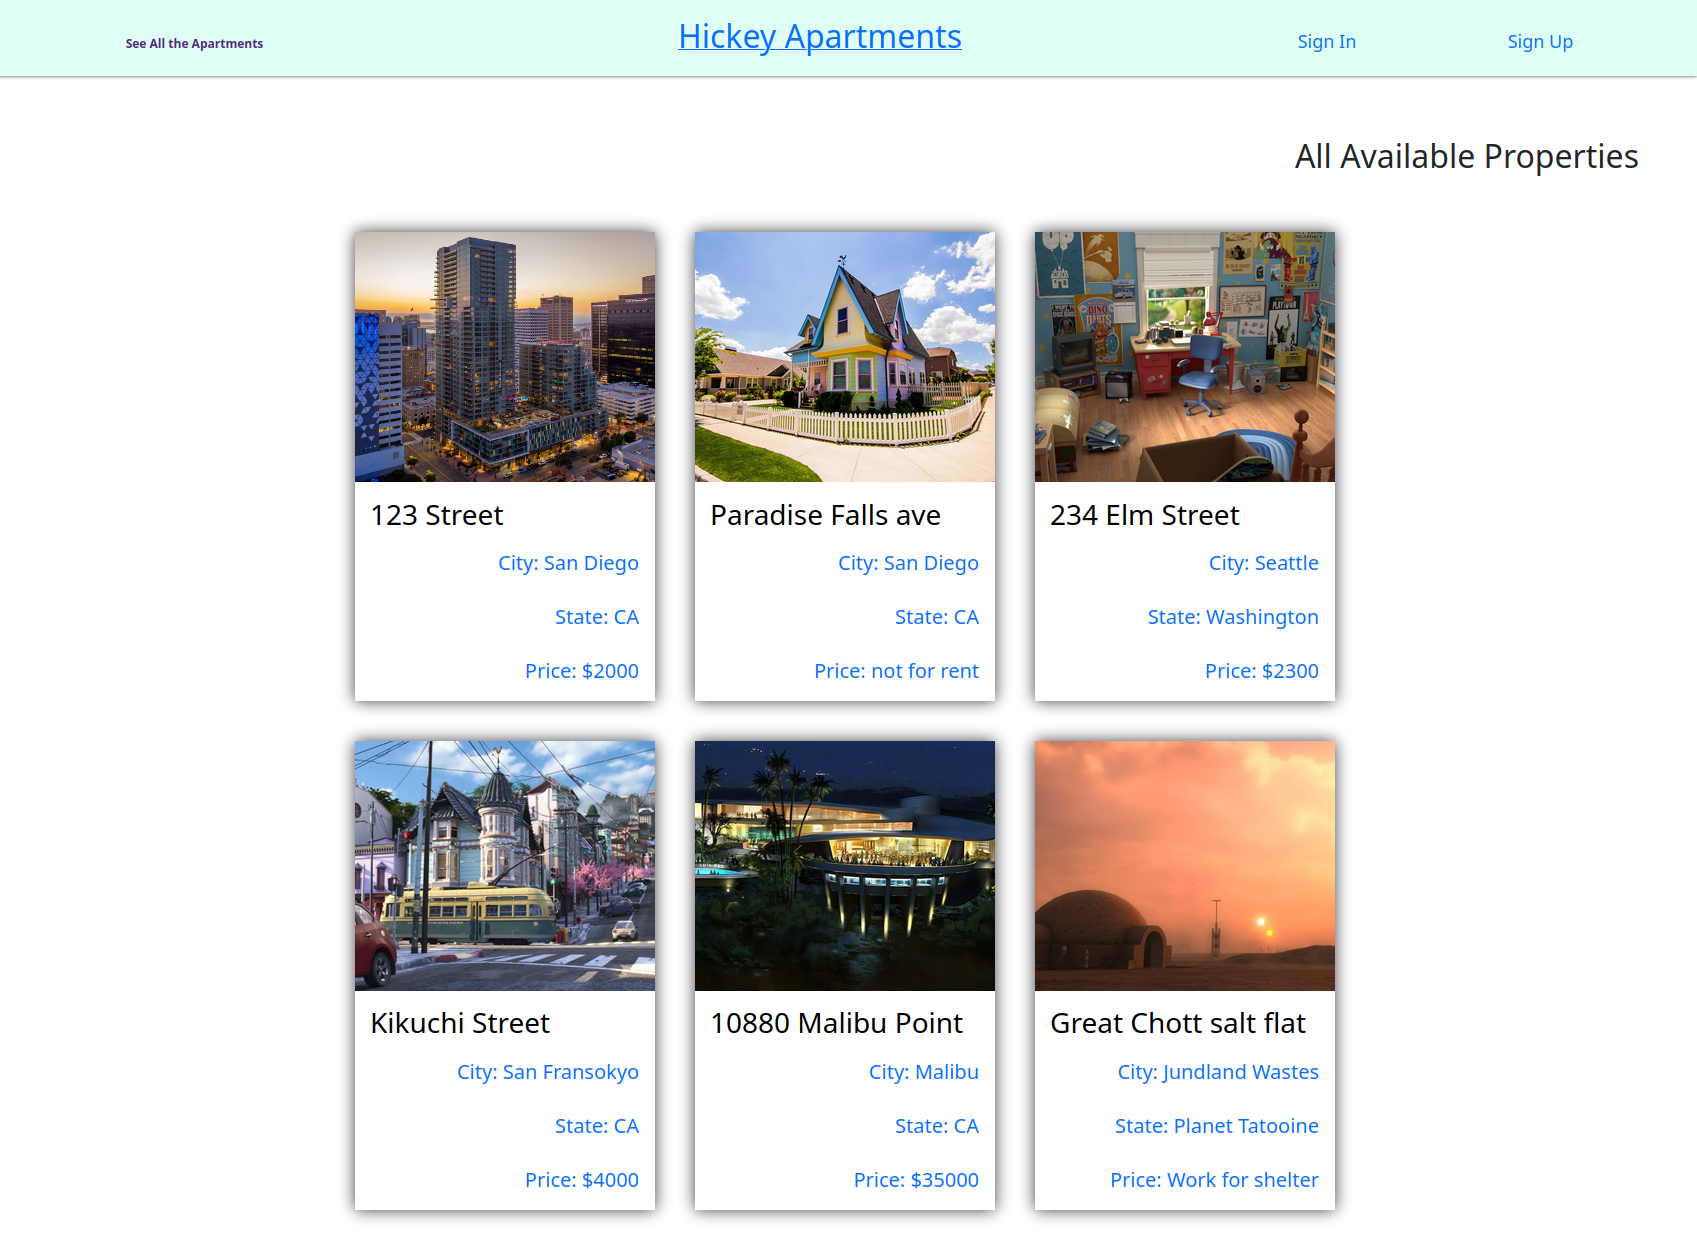 See All the Apartments
Hickey Apartments
Sign In
Sign Up
All Available Properties
UP
DINO
PLAYTOWN
123 Street
City: San Diego
State: CA
Price: $2000
Paradise Falls ave
City: San Diego
State: CA
Price: not for rent
234 Elm Street
City: Seattle
State: Washington
Price: $2300
Kikuchi Street
City: San Fransokyo
State: CA
Price: $4000
10880 Malibu Point
City: Malibu
State: CA
Price: $35000
Great Chott salt flat
City: Jundland Wastes
State: Planet Tatooine
Price: Work for shelter